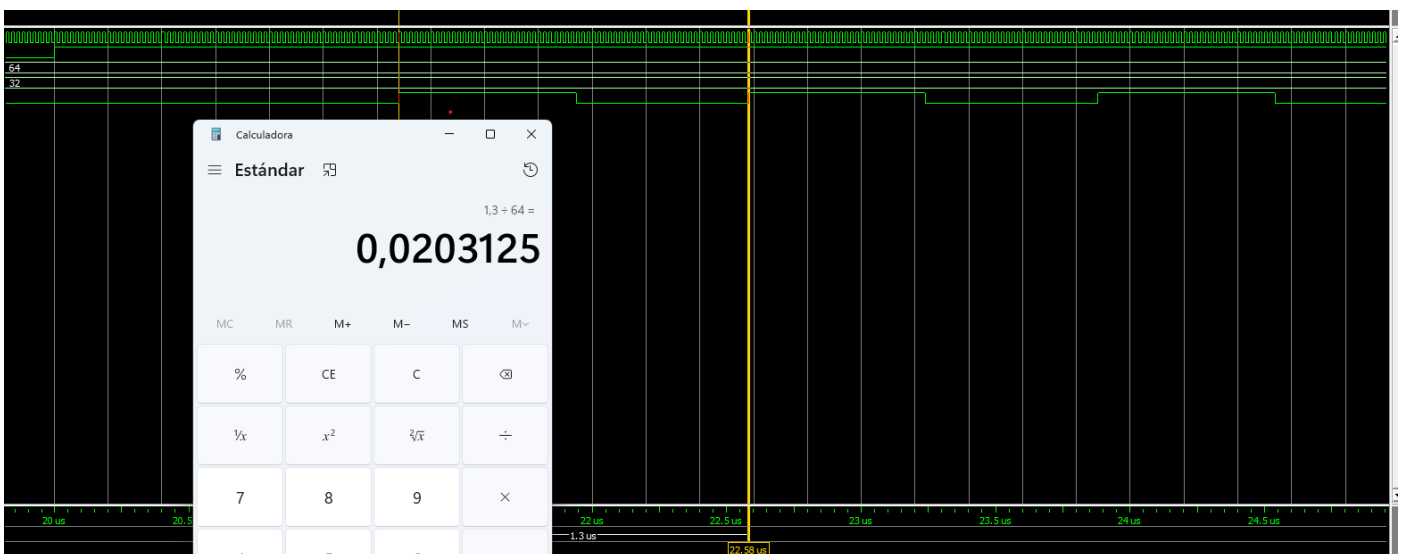 64
32
Calculadora
Estándar
1,3 ÷ 64 =
0,0203125
MC MR M+ M− MS M
% CE C
¹/x x² ²√x ÷
7 8 9 ×
20 us 20.5 22 us 22.5 us 23 us 23.5 us 24 us 24.5 us
1.3 us
22.58 us